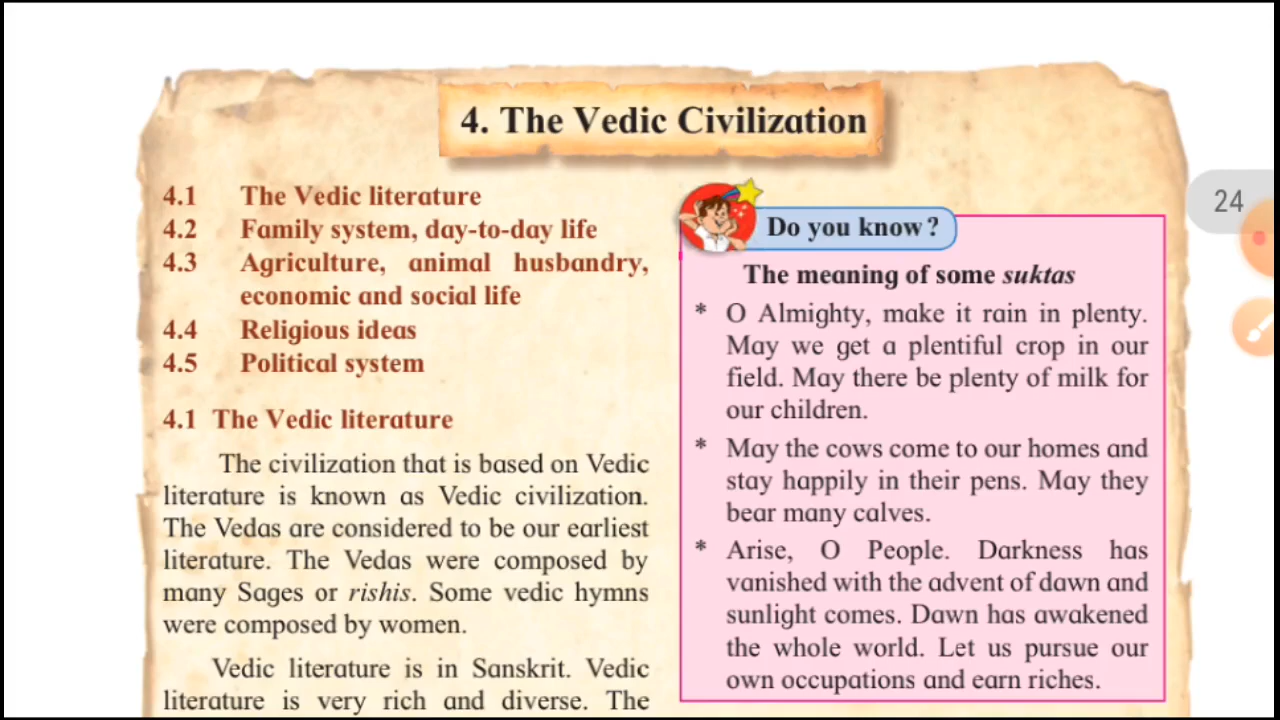 4. The Vedic Civilization
4.1 The Vedic literature
4.2 Family system, day-to-day life
4.3 Agriculture, animal husbandry,
economic and social life
4.4 Religious ideas
4.5 Political system
4.1 The Vedic literature
The civilization that is based on Vedic
literature is known as Vedic civilization.
The Vedas are considered to be our earliest
literature. The Vedas were composed by
many Sages or rishis. Some vedic hymns
were composed by women.
Vedic literature is in Sanskrit. Vedic
literature is very rich and diverse. The
Do you know?
The meaning of some suktas
* O Almighty, make it rain in plenty.
May we get a plentiful crop in our
field. May there be plenty of milk for
our children.
* May the cows come to our homes and
stay happily in their pens. May they
bear many calves.
* Arise, O People. Darkness has
vanished with the advent of dawn and
sunlight comes. Dawn has awakened
the whole world. Let us pursue our
own occupations and earn riches.
24